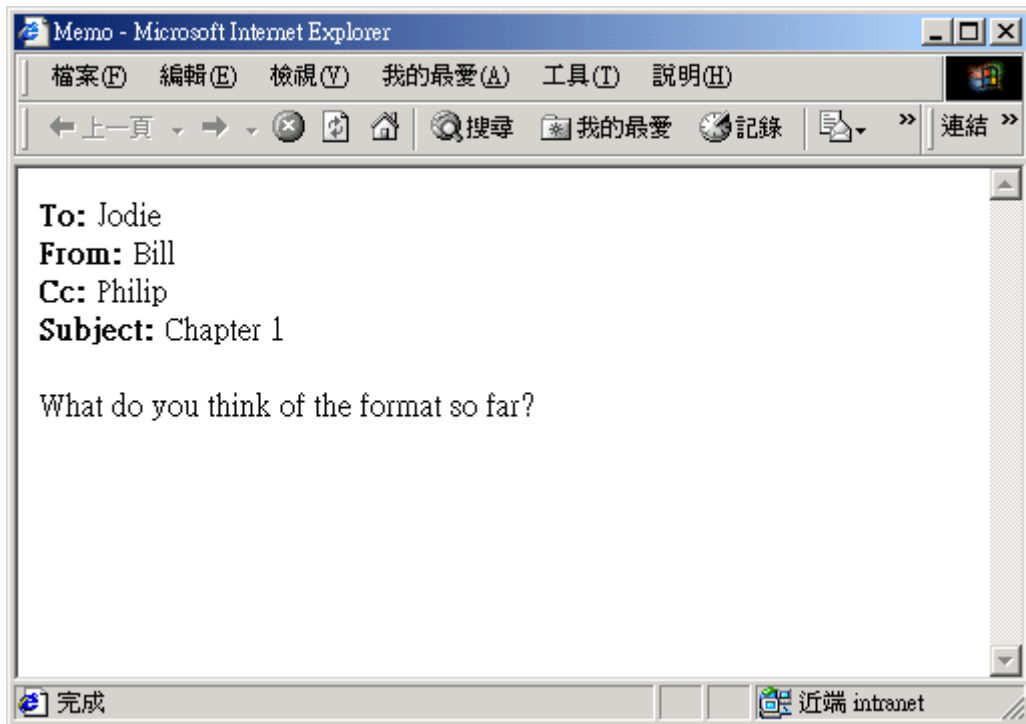 Memo - Microsoft Internet Explorer
檔案(F) 編輯(E) 檢視(V) 我的最愛(A) 工具(T) 說明(H)
上一頁 搜尋 我的最愛 記錄 » 連結 »
To: Jodie
From: Bill
Cc: Philip
Subject: Chapter 1
What do you think of the format so far?
完成 近端 intranet